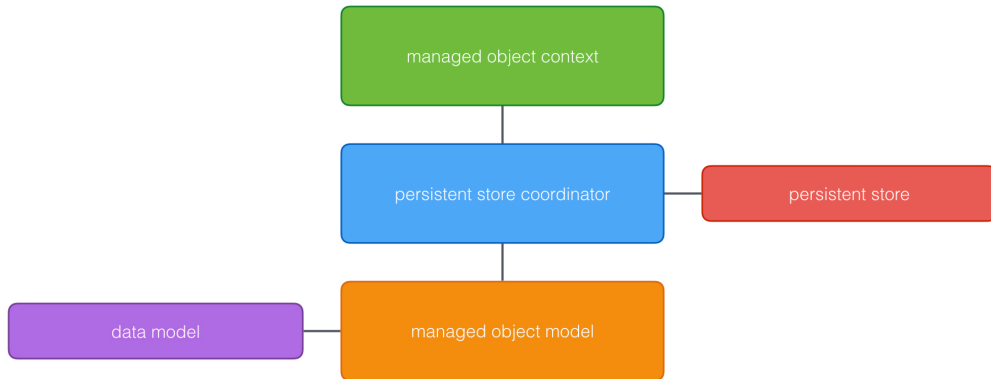 managed object context
persistent store coordinator
persistent store
data model
managed object model